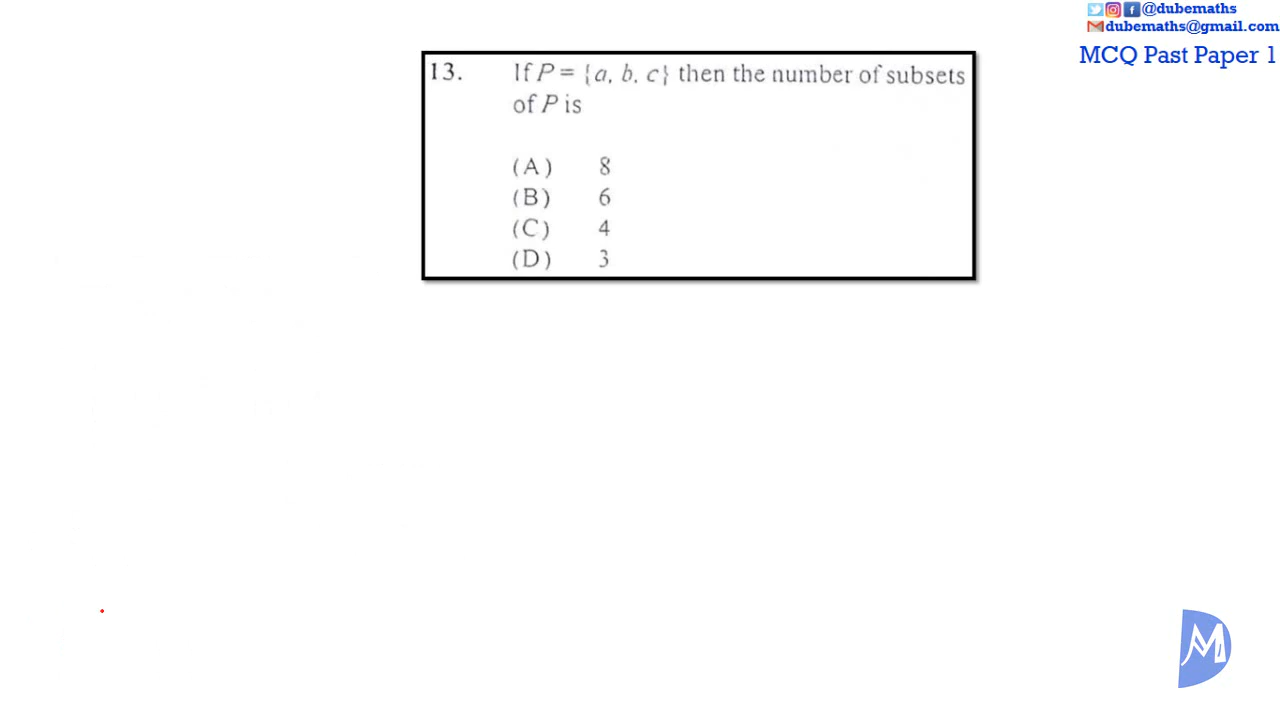 @dubemaths
dubemaths@gmail.com
MCQ Past Paper 1
13. If P = {a, b, c} then the number of subsets
of P is
(A) 8
(B) 6
(C) 4
(D) 3
M